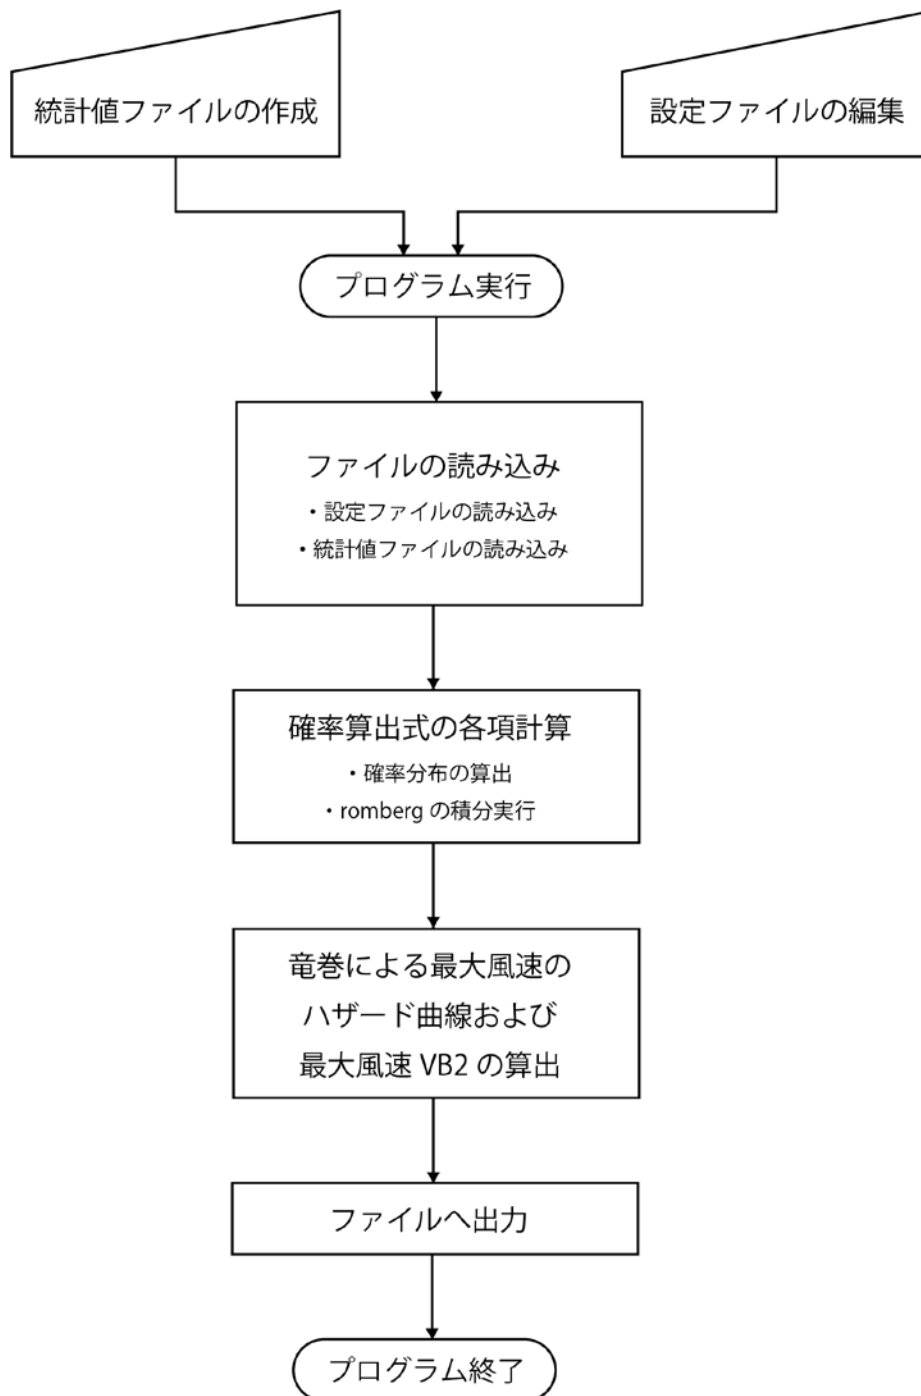 統計値ファイルの作成
設定ファイルの編集
プログラム実行
ファイルの読み込み
・設定ファイルの読み込み
・統計値ファイルの読み込み
確率算出式の各項計算
・確率分布の算出
・romberg の積分実行
竜巻による最大風速の
ハザード曲線および
最大風速 VB2 の算出
ファイルへ出力
プログラム終了